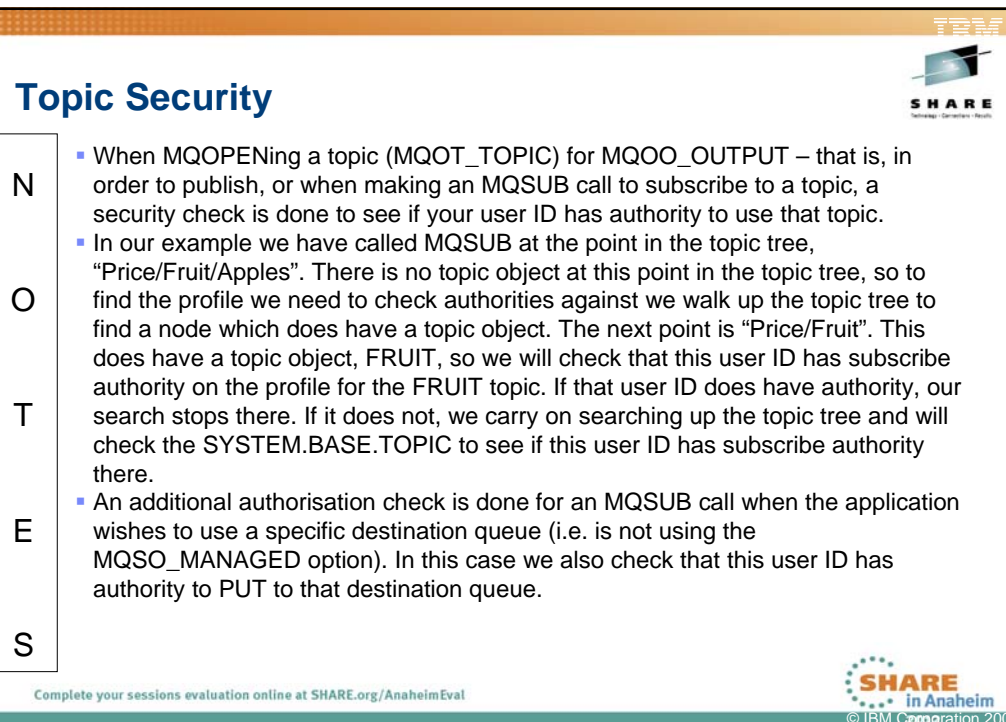 IBM
SHARE
Technology - Connections - Results
Topic Security
N
O
T
E
S
▪ When MQOPENing a topic (MQOT_TOPIC) for MQOO_OUTPUT – that is, in
order to publish, or when making an MQSUB call to subscribe to a topic, a
security check is done to see if your user ID has authority to use that topic.
▪ In our example we have called MQSUB at the point in the topic tree,
“Price/Fruit/Apples”. There is no topic object at this point in the topic tree, so to
find the profile we need to check authorities against we walk up the topic tree to
find a node which does have a topic object. The next point is “Price/Fruit”. This
does have a topic object, FRUIT, so we will check that this user ID has subscribe
authority on the profile for the FRUIT topic. If that user ID does have authority, our
search stops there. If it does not, we carry on searching up the topic tree and will
check the SYSTEM.BASE.TOPIC to see if this user ID has subscribe authority
there.
▪ An additional authorisation check is done for an MQSUB call when the application
wishes to use a specific destination queue (i.e. is not using the
MQSO_MANAGED option). In this case we also check that this user ID has
authority to PUT to that destination queue.
Complete your sessions evaluation online at SHARE.org/AnaheimEval
SHARE
in Anaheim
© IBM Corporation 200